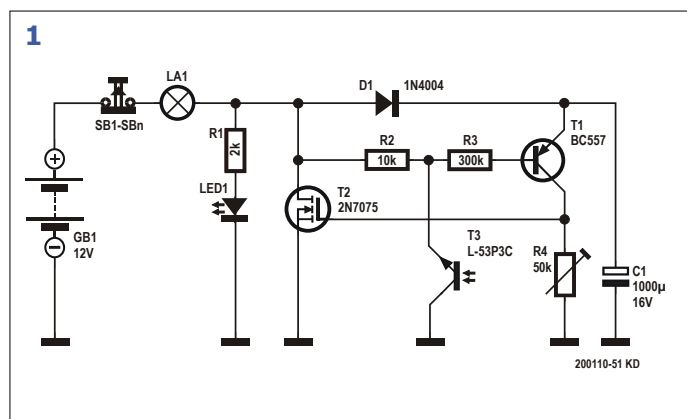 1
LA1
SB1-SBn
D1
1N4004
T1
BC557
R1
2k
R2
10k
R3
300k
LED1
T2
2N7075
GB1
12V
T3
L-53P3C
R4
50k
C1
1000µ
16V
200110-51 KD